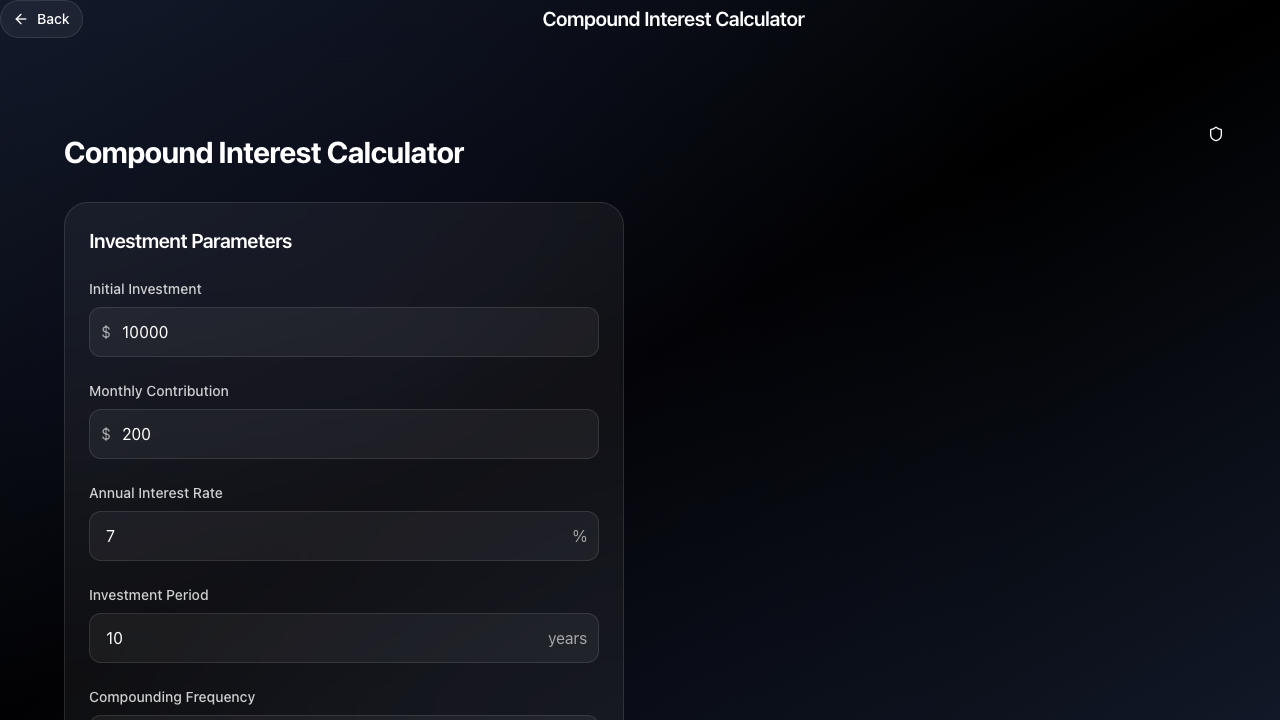 Back
Compound Interest Calculator
Compound Interest Calculator
Investment Parameters
Initial Investment
$ 10000
Monthly Contribution
$ 200
Annual Interest Rate
7 %
Investment Period
10 years
Compounding Frequency